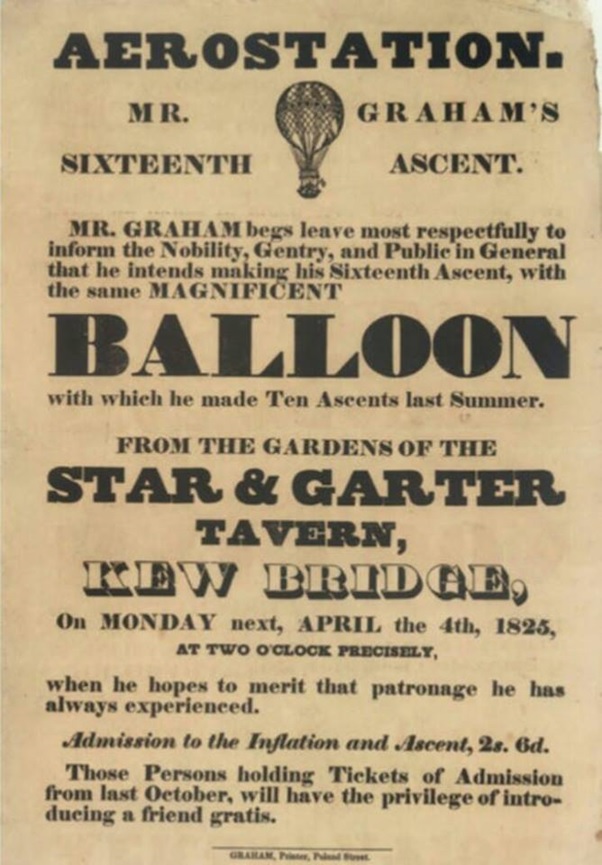 AEROSTATION.
MR. GRAHAM'S
SIXTEENTH ASCENT.
MR. GRAHAM begs leave most respectfully to
inform the Nobility, Gentry, and Public in General
that he intends making his Sixteenth Ascent, with
the same MAGNIFICENT
BALLOON
with which he made Ten Ascents last Summer.
FROM THE GARDENS OF THE
STAR & GARTER
TAVERN,
KEW BRIDGE,
On MONDAY next, APRIL the 4th, 1825,
AT TWO O'CLOCK PRECISELY,
when he hopes to merit that patronage he has
always experienced.
Admission to the Inflation and Ascent, 2s. 6d.
Those Persons holding Tickets of Admission
from last October, will have the privilege of intro-
ducing a friend gratis.
GRAHAM, Printer, Poland Street.